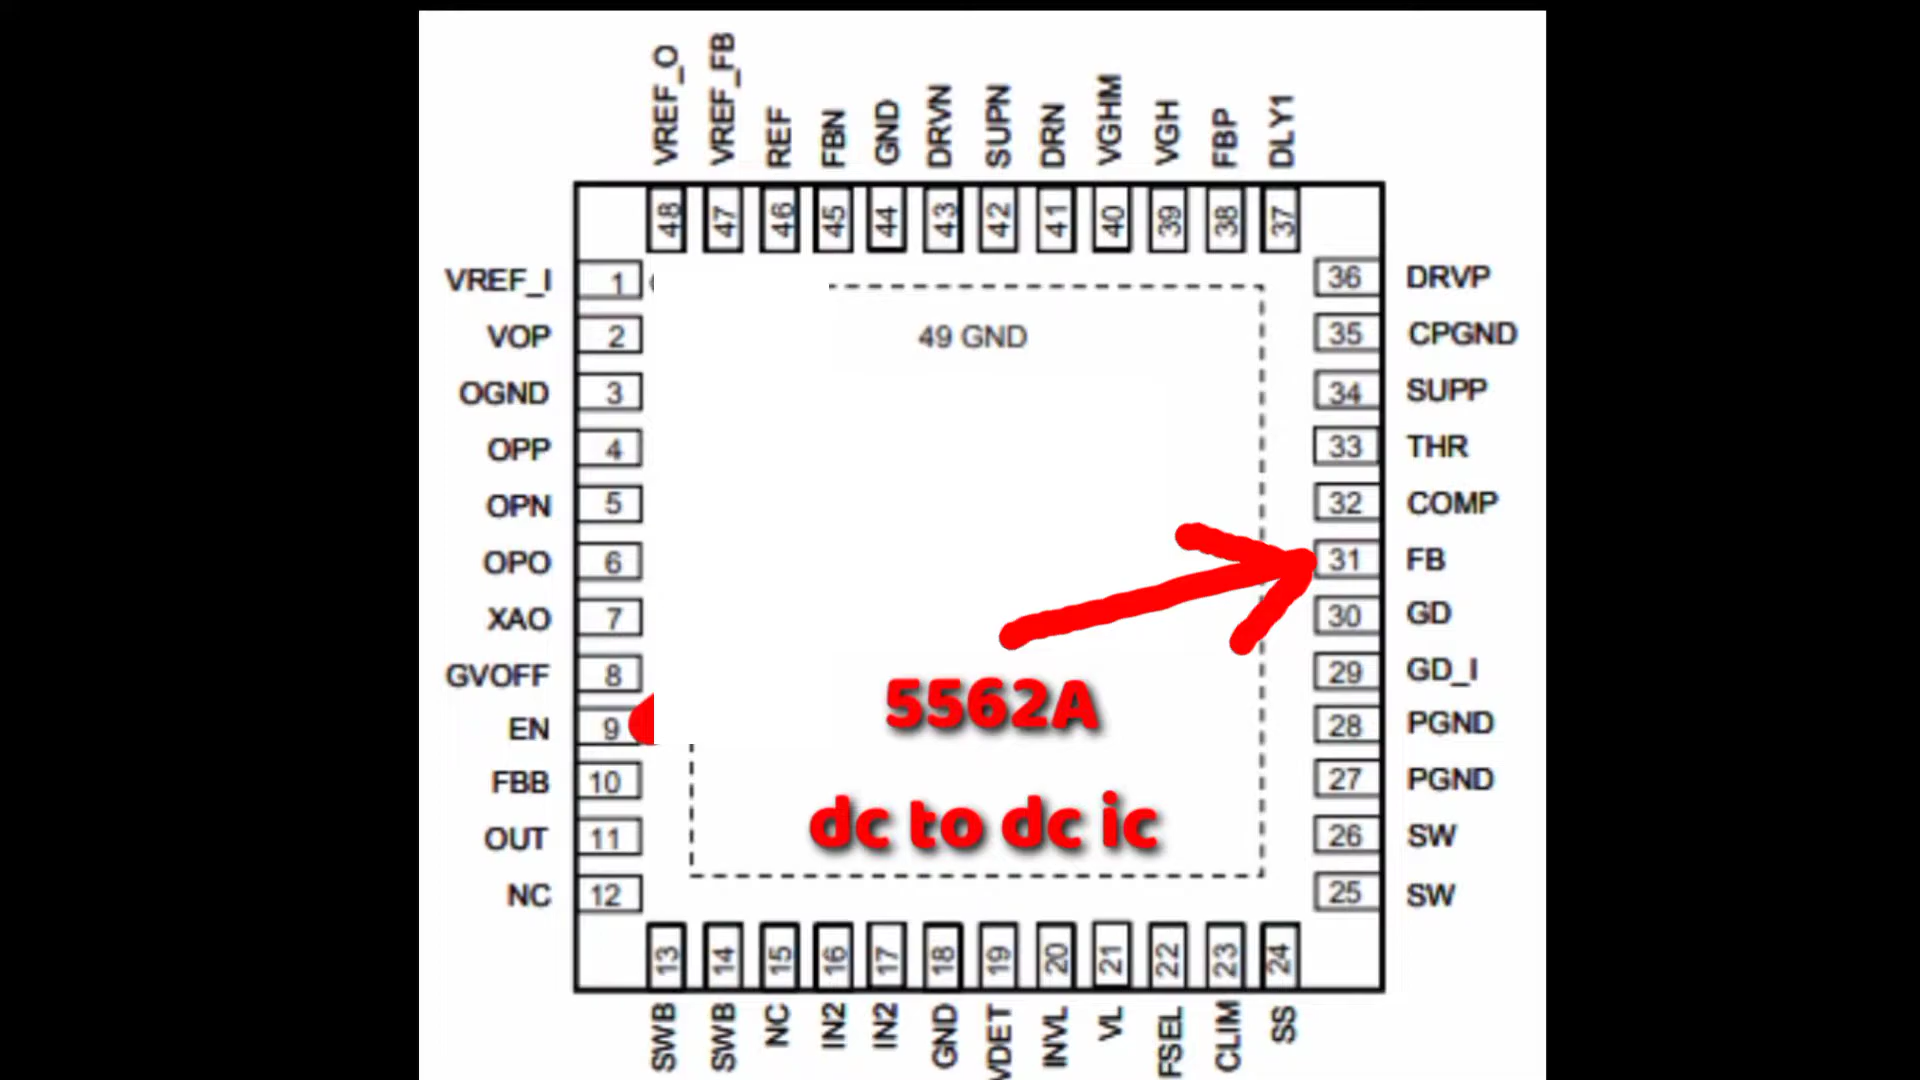 VREF_O VREF_FB REF FBN GND DRVN SUPN DRN VGHM VGH FBP DLY1
48 47 46 45 44 43 42 41 40 39 38 37
VREF_I 1 36 DRVP
VOP 2 49 GND 35 CPGND
OGND 3 34 SUPP
OPP 4 33 THR
OPN 5 32 COMP
OPO 6 31 FB
XAO 7 30 GD
GVOFF 8 29 GD_I
EN 9 5562A 28 PGND
FBB 10 27 PGND
OUT 11 dc to dc ic 26 SW
NC 12 25 SW
13 14 15 16 17 18 19 20 21 22 23 24
SWB SWB NC IN2 IN2 GND VDET INVL VL FSEL CLIM SS